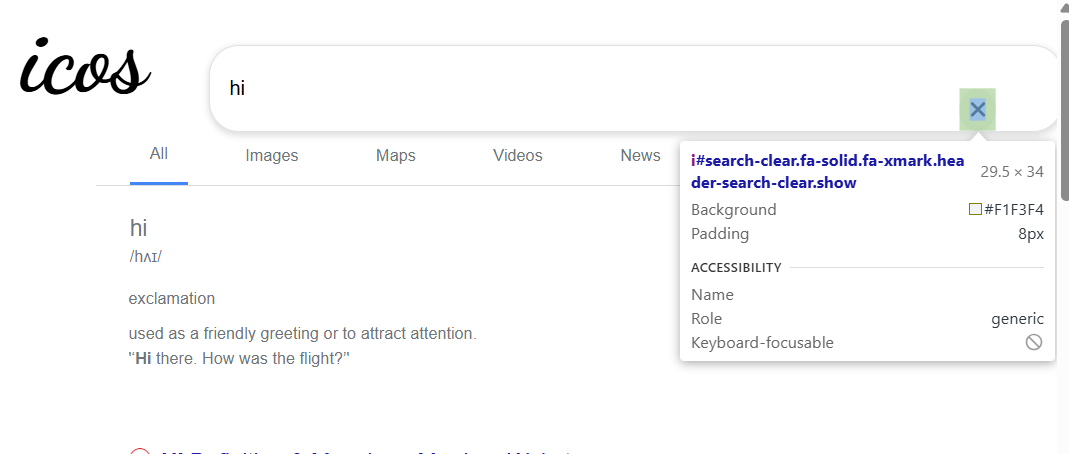 icos
hi
All Images Maps Videos News
i#search-clear.fa-solid.fa-xmark.hea
der-search-clear.show
29.5 × 34
Background #F1F3F4
Padding 8px
ACCESSIBILITY
Name
Role generic
Keyboard-focusable
hi
/hʌɪ/
exclamation
used as a friendly greeting or to attract attention.
"“Hi there. How was the flight?”"